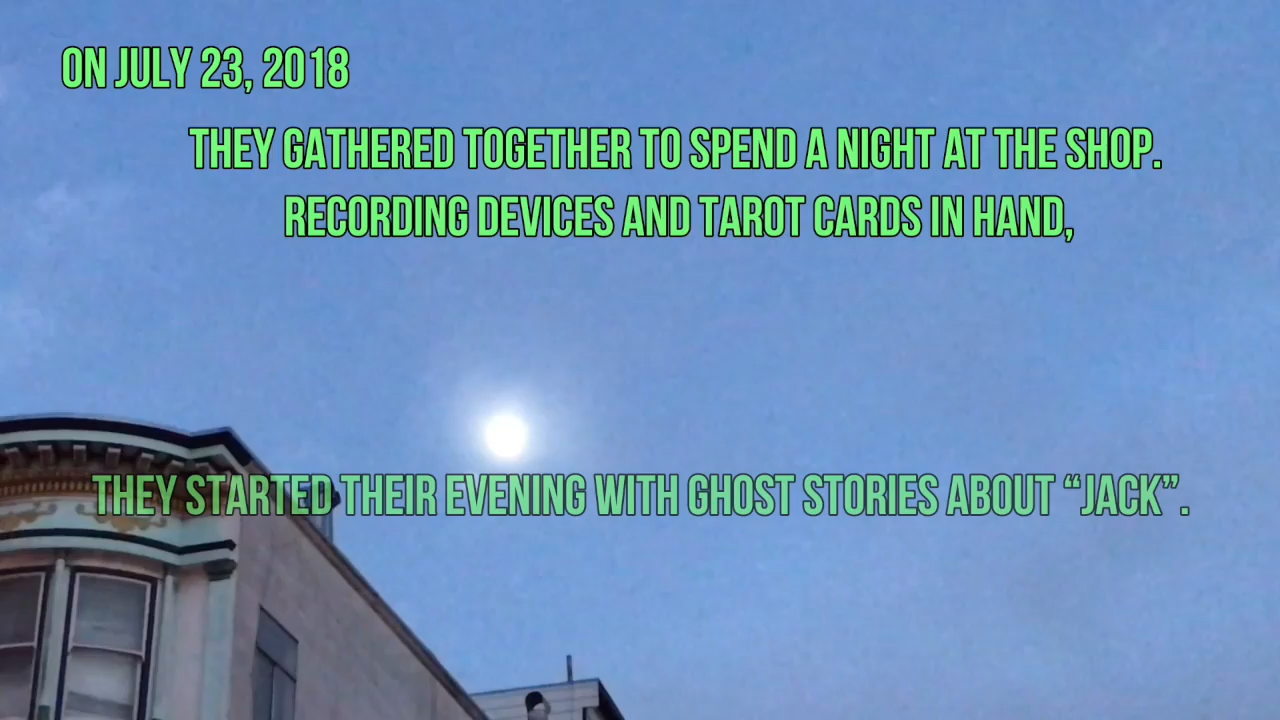 ON JULY 23, 2018
THEY GATHERED TOGETHER TO SPEND A NIGHT AT THE SHOP.
RECORDING DEVICES AND TAROT CARDS IN HAND,
THEY STARTED THEIR EVENING WITH GHOST STORIES ABOUT “JACK”.